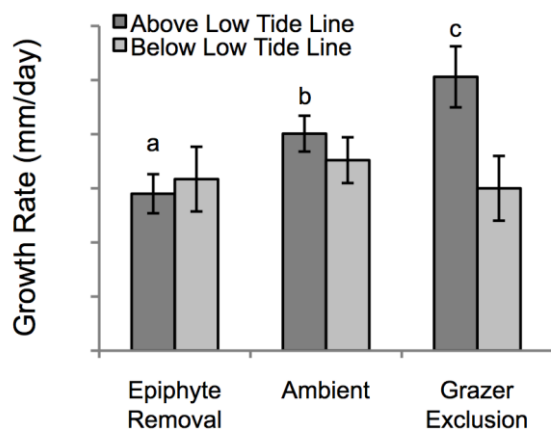 Above Low Tide Line
Below Low Tide Line
Growth Rate (mm/day)
a
b
c
Epiphyte
Removal
Ambient
Grazer
Exclusion